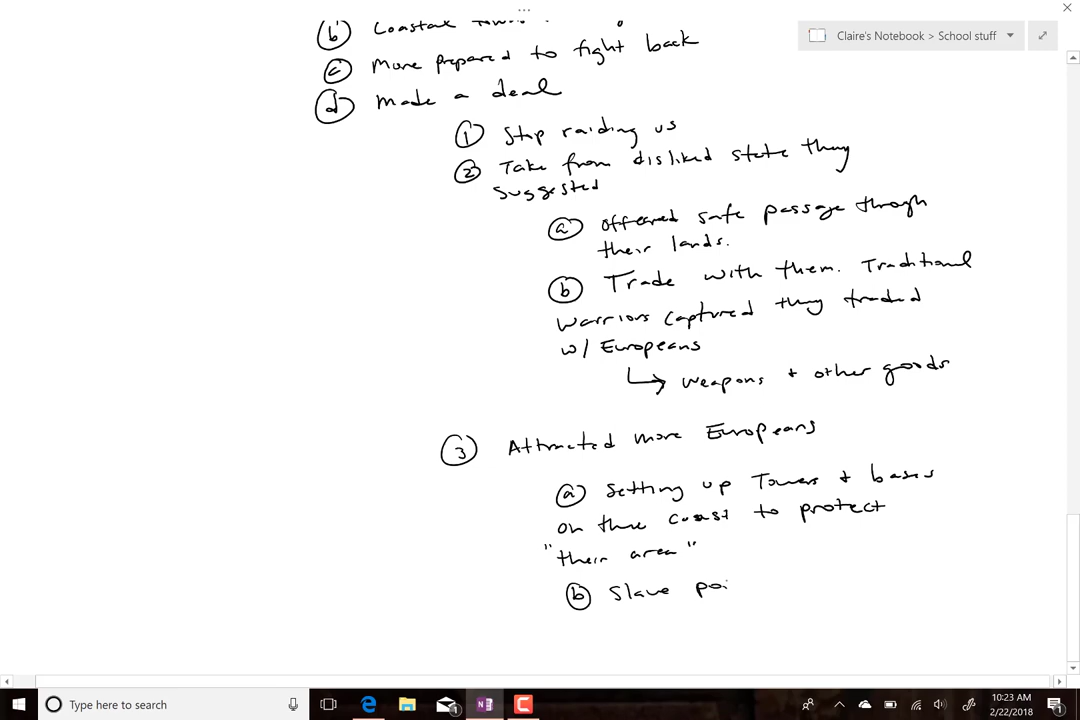 Claire's Notebook > School stuff
(b) Coastal
(c) More prepared to fight back
(d) Made a deal
(1) Stop raiding us
(2) Take from disliked state they
suggested
(a) offered safe passage through
their lands.
(b) Trade with them. Traditional
warriors captured they traded
w/ Europeans
↳ weapons + other goods
(3) Attracted more Europeans
(a) Setting up Towers + bases
on the coast to protect
"their area"
(b) Slave poi
Type here to search
10:23 AM
2/22/2018